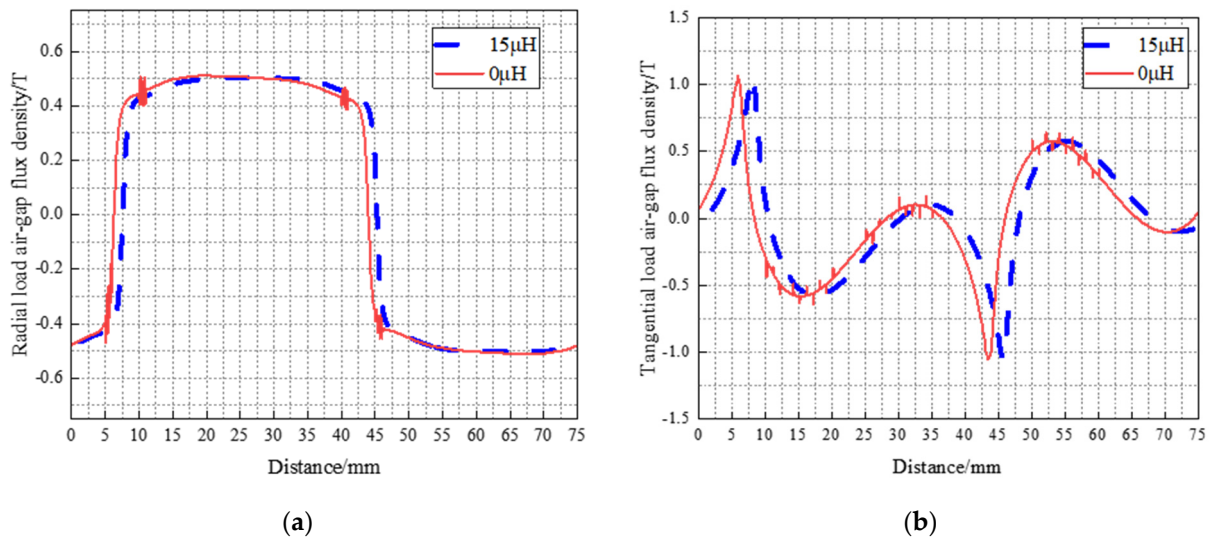 15μH
0μH
Radial load air-gap flux density/T
0.6
0.4
0.2
0.0
-0.2
-0.4
-0.6
0 5 10 15 20 25 30 35 40 45 50 55 60 65 70 75
Distance/mm
(a)
15μH
0μH
Tangential load air-gap flux density/T
1.5
1.0
0.5
0.0
-0.5
-1.0
-1.5
0 5 10 15 20 25 30 35 40 45 50 55 60 65 70 75
Distance/mm
(b)